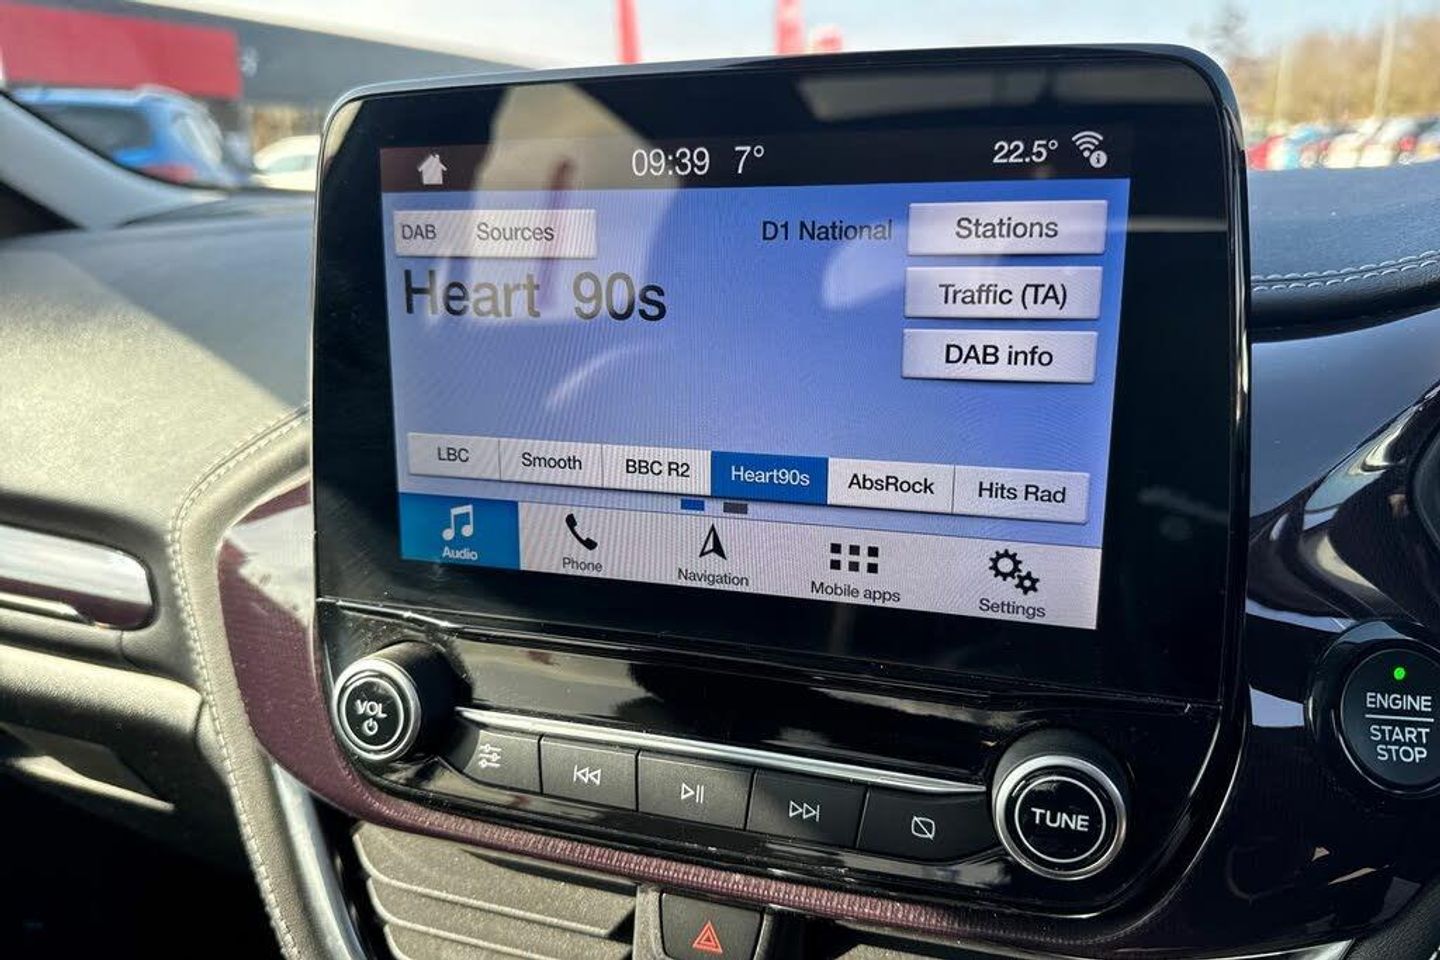 09:39 7° 22.5°
DAB Sources D1 National Stations
Heart 90s
Traffic (TA)
DAB info
LBC Smooth BBC R2 Heart90s AbsRock Hits Rad
Audio Phone Navigation Mobile apps Settings
VOL
TUNE
ENGINE
START
STOP